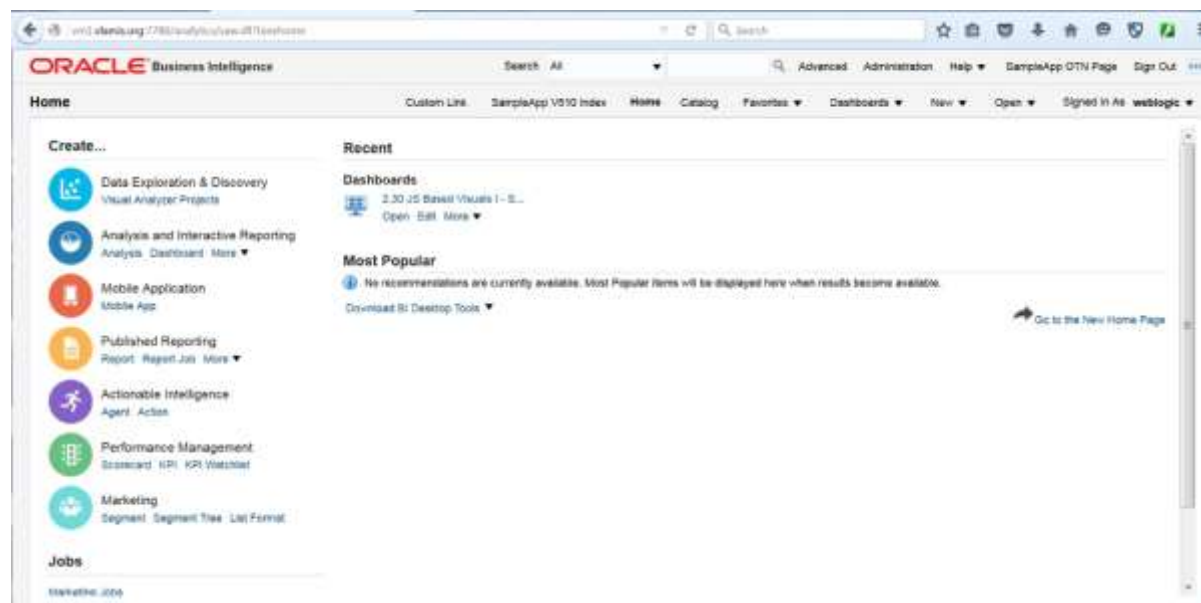 Search
ORACLE Business Intelligence Search All Advanced Administration Help SampleApp OTN Page Sign Out
Home Custom Link SampleApp V510 Index Home Catalog Favorites Dashboards New Open Signed In As weblogic
Create...
Data Exploration & Discovery
Visual Analyzer Projects
Analysis and Interactive Reporting
Analysis Dashboard More
Mobile Application
Mobile App
Published Reporting
Report Report Job More
Actionable Intelligence
Agent Action
Performance Management
Scorecard KPI KPI Watchlist
Marketing
Segment Segment Tree List Format
Jobs
Marketing Jobs
Recent
Dashboards
2.30 JS Based Visuals I - S...
Open Edit More
Most Popular
No recommendations are currently available. Most Popular items will be displayed here when results become available.
Download BI Desktop Tools
Go to the New Home Page